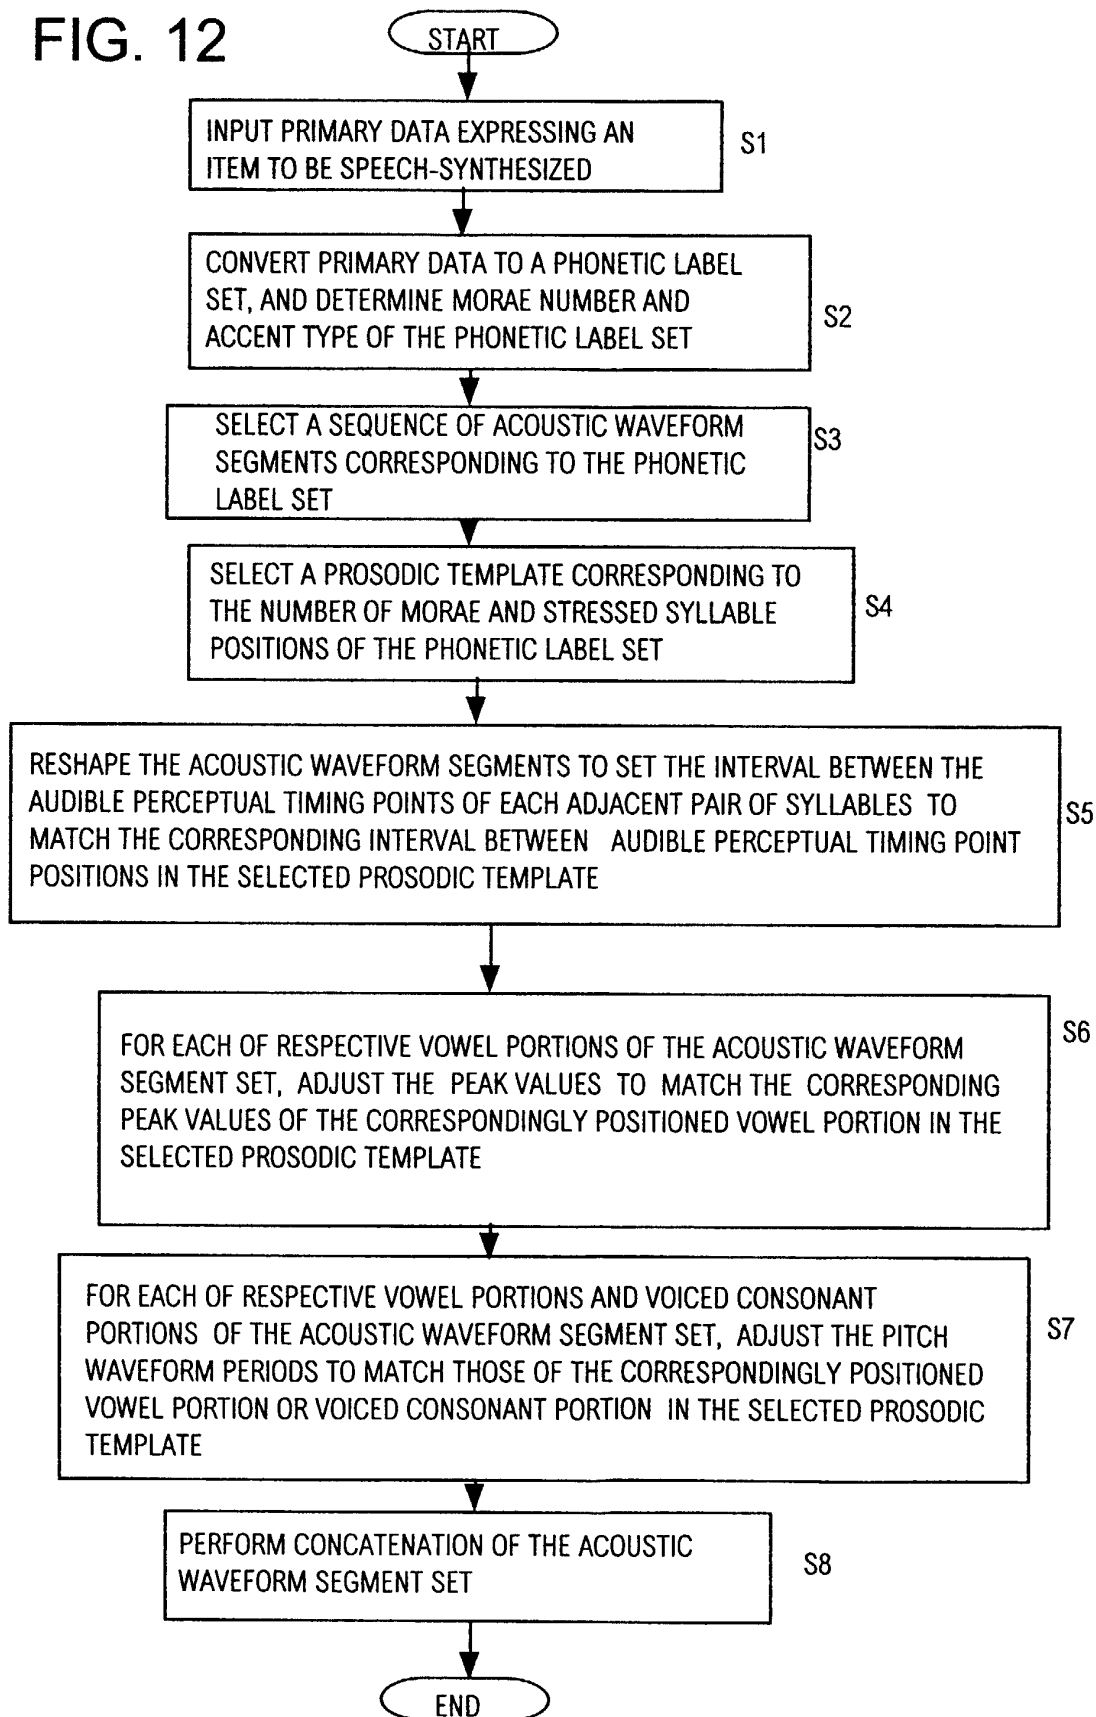 FIG. 12
START
INPUT PRIMARY DATA EXPRESSING AN
ITEM TO BE SPEECH-SYNTHESIZED
S1
CONVERT PRIMARY DATA TO A PHONETIC LABEL
SET, AND DETERMINE MORAE NUMBER AND
ACCENT TYPE OF THE PHONETIC LABEL SET
S2
SELECT A SEQUENCE OF ACOUSTIC WAVEFORM
SEGMENTS CORRESPONDING TO THE PHONETIC
LABEL SET
S3
SELECT A PROSODIC TEMPLATE CORRESPONDING TO
THE NUMBER OF MORAE AND STRESSED SYLLABLE
POSITIONS OF THE PHONETIC LABEL SET
S4
RESHAPE THE ACOUSTIC WAVEFORM SEGMENTS TO SET THE INTERVAL BETWEEN THE
AUDIBLE PERCEPTUAL TIMING POINTS OF EACH ADJACENT PAIR OF SYLLABLES TO
MATCH THE CORRESPONDING INTERVAL BETWEEN AUDIBLE PERCEPTUAL TIMING POINT
POSITIONS IN THE SELECTED PROSODIC TEMPLATE
S5
FOR EACH OF RESPECTIVE VOWEL PORTIONS OF THE ACOUSTIC WAVEFORM
SEGMENT SET, ADJUST THE PEAK VALUES TO MATCH THE CORRESPONDING
PEAK VALUES OF THE CORRESPONDINGLY POSITIONED VOWEL PORTION IN THE
SELECTED PROSODIC TEMPLATE
S6
FOR EACH OF RESPECTIVE VOWEL PORTIONS AND VOICED CONSONANT
PORTIONS OF THE ACOUSTIC WAVEFORM SEGMENT SET, ADJUST THE PITCH
WAVEFORM PERIODS TO MATCH THOSE OF THE CORRESPONDINGLY POSITIONED
VOWEL PORTION OR VOICED CONSONANT PORTION IN THE SELECTED PROSODIC
TEMPLATE
S7
PERFORM CONCATENATION OF THE ACOUSTIC
WAVEFORM SEGMENT SET
S8
END